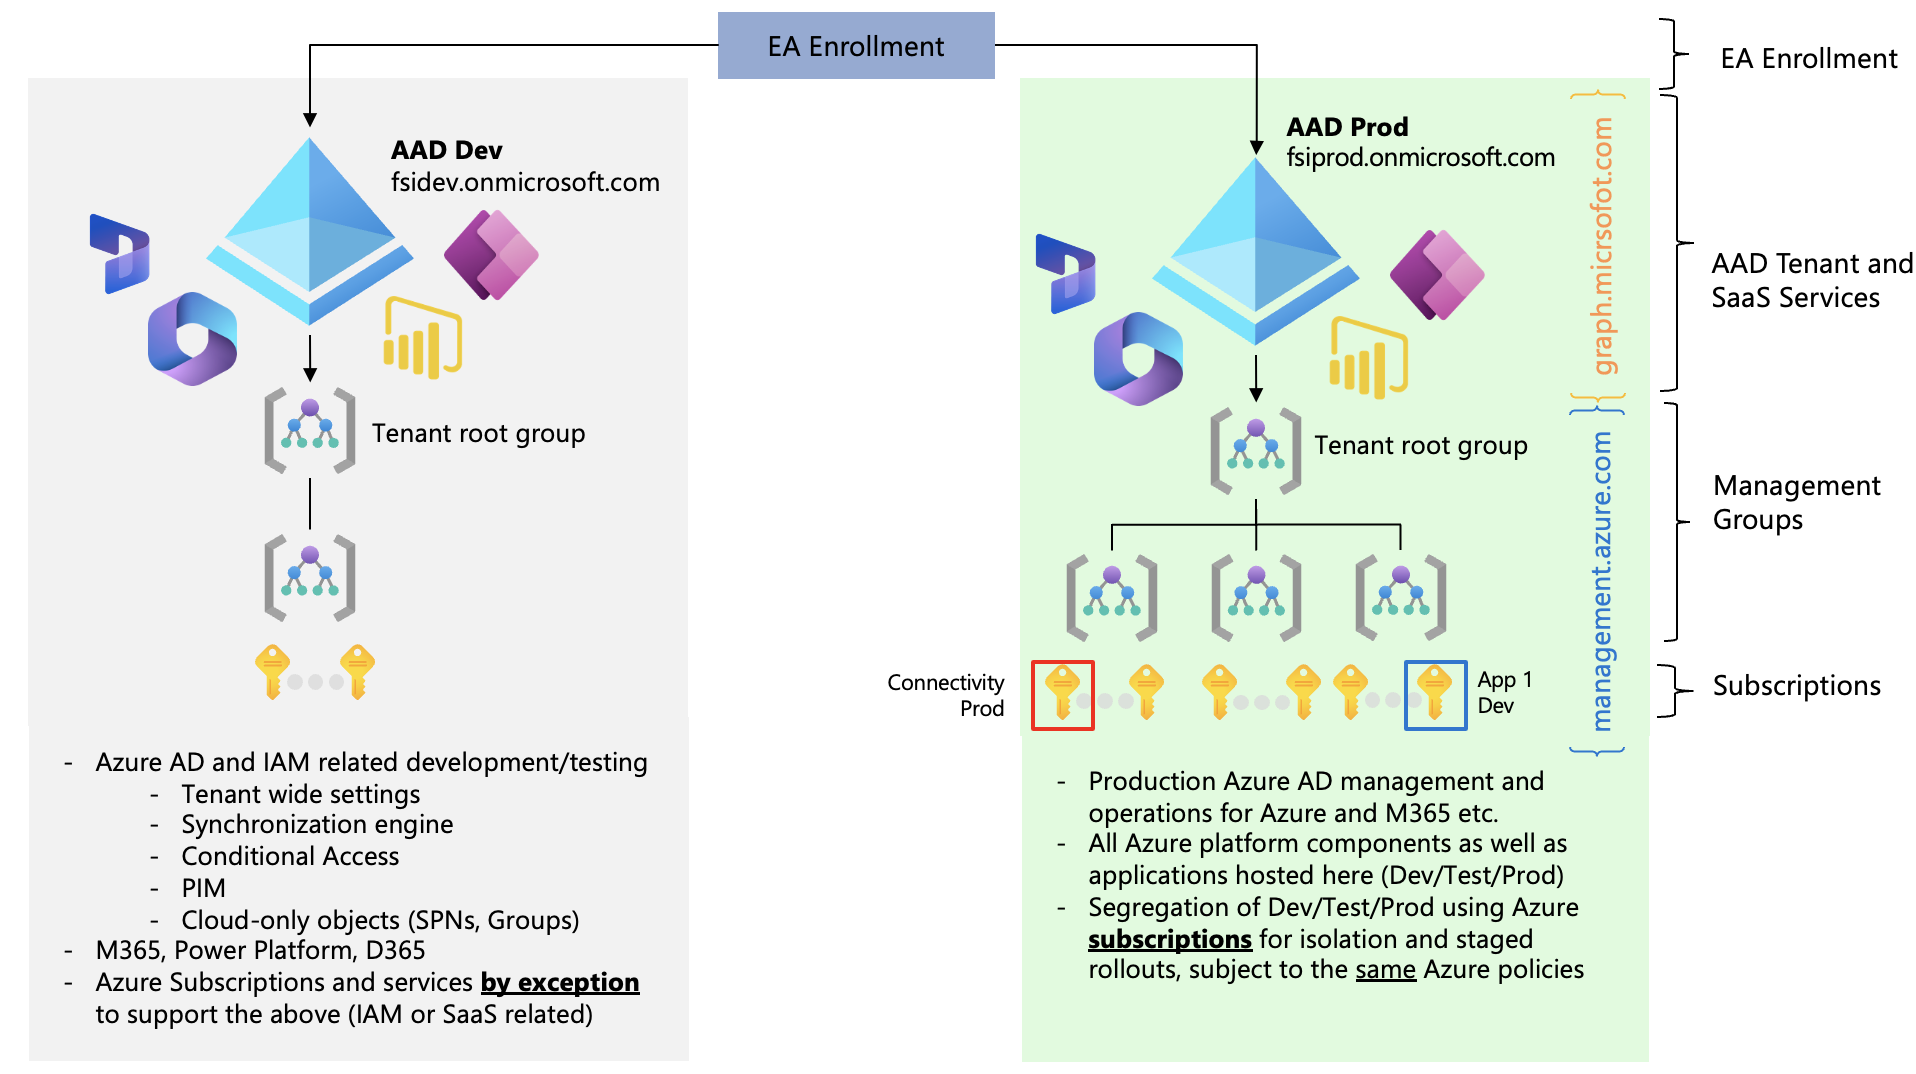 EA Enrollment
EA Enrollment
AAD Dev
fsidev.onmicrosoft.com
Tenant root group
- Azure AD and IAM related development/testing
- Tenant wide settings
- Synchronization engine
- Conditional Access
- PIM
- Cloud-only objects (SPNs, Groups)
- M365, Power Platform, D365
- Azure Subscriptions and services by exception
to support the above (IAM or SaaS related)
AAD Prod
fsiprod.onmicrosoft.com
Tenant root group
Connectivity
Prod
App 1
Dev
- Production Azure AD management and
operations for Azure and M365 etc.
- All Azure platform components as well as
applications hosted here (Dev/Test/Prod)
- Segregation of Dev/Test/Prod using Azure
subscriptions for isolation and staged
rollouts, subject to the same Azure policies
graph.micrsofot.com
management.azure.com
AAD Tenant and
SaaS Services
Management
Groups
Subscriptions